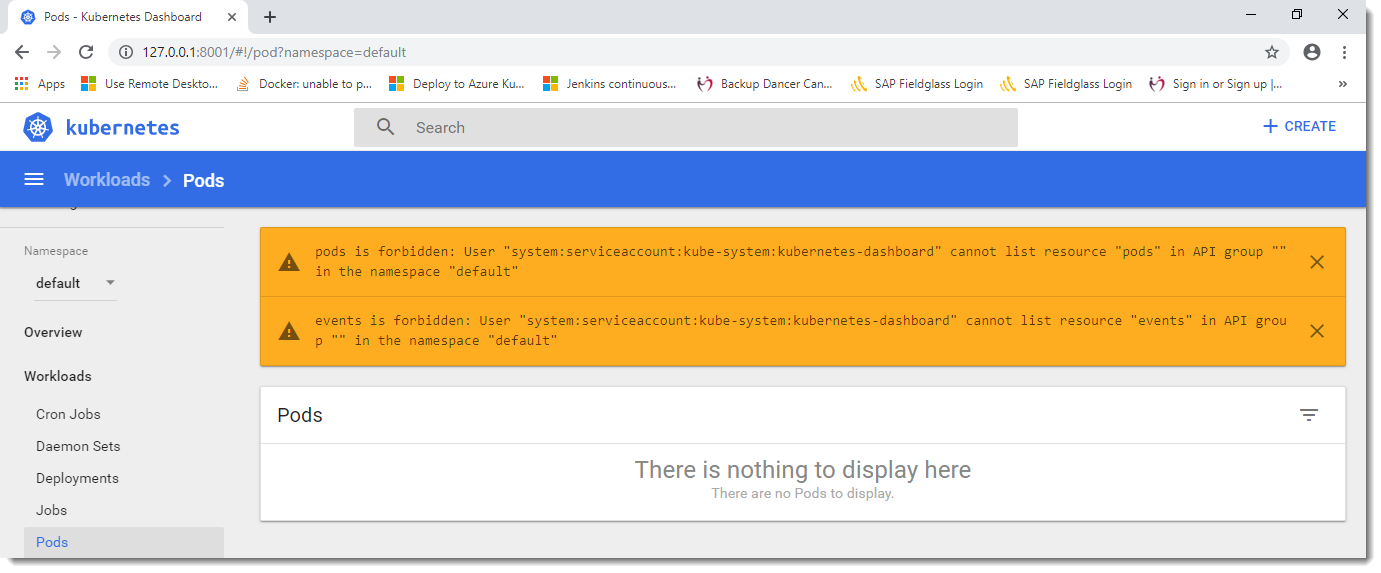 Pods - Kubernetes Dashboard
127.0.0.1:8001/#!/pod?namespace=default
Apps
Use Remote Deskto...
Docker: unable to p...
Deploy to Azure Ku...
Jenkins continuous...
Backup Dancer Can...
SAP Fieldglass Login
SAP Fieldglass Login
Sign in or Sign up |...
»
kubernetes
Search
+ CREATE
Workloads > Pods
Namespace
default
Overview
Workloads
Cron Jobs
Daemon Sets
Deployments
Jobs
Pods
pods is forbidden: User "system:serviceaccount:kube-system:kubernetes-dashboard" cannot list resource "pods" in API group ""
in the namespace "default"
events is forbidden: User "system:serviceaccount:kube-system:kubernetes-dashboard" cannot list resource "events" in API grou
p "" in the namespace "default"
Pods
There is nothing to display here
There are no Pods to display.